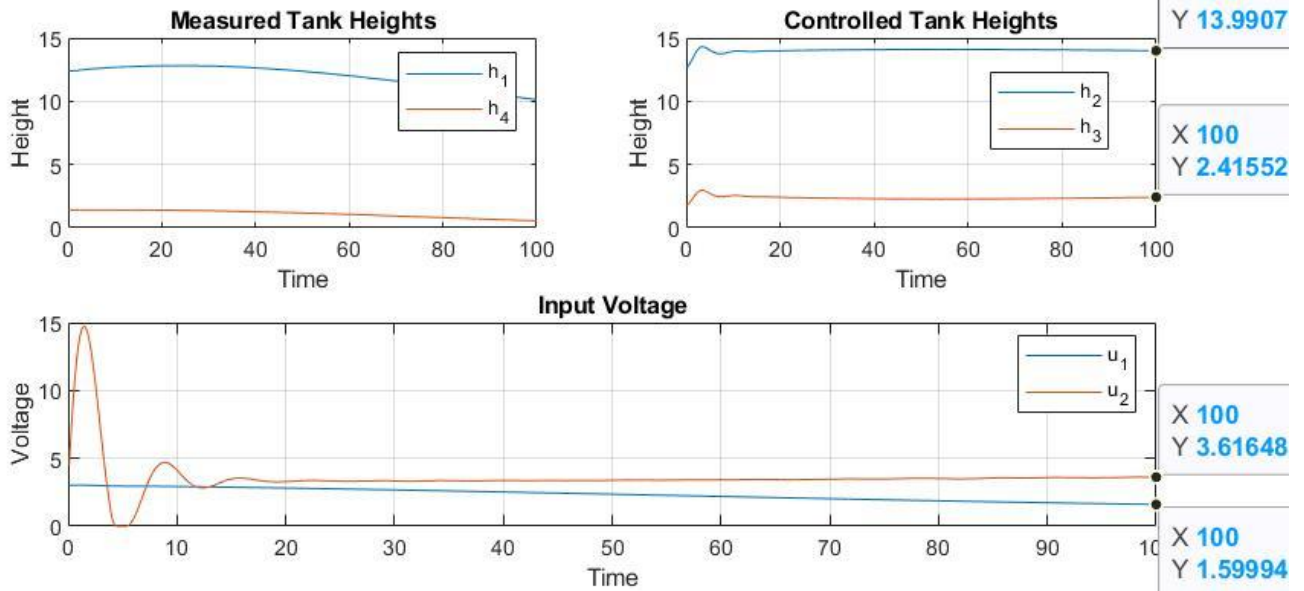 Measured Tank Heights
15
10
5
0
Height
h1
h4
0 20 40 60 80 100
Time
Controlled Tank Heights
15
10
5
0
Height
h2
h3
0 20 40 60 80 100
Time
Y 13.9907
X 100
Y 2.41552
Input Voltage
15
10
5
0
Voltage
u1
u2
0 10 20 30 40 50 60 70 80 90 10
Time
X 100
Y 3.61648
X 100
Y 1.59994